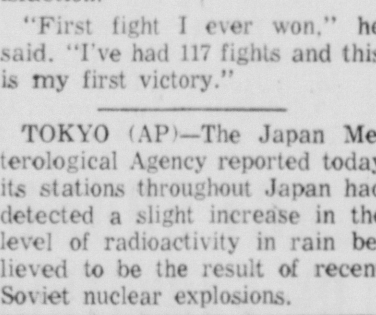 "First fight I ever won," he
said. "I've had 117 fights and this
is my first victory."
TOKYO (AP)—The Japan Me-
terological Agency reported today
its stations throughout Japan had
detected a slight increase in the
level of radioactivity in rain be-
lieved to be the result of recent
Soviet nuclear explosions.